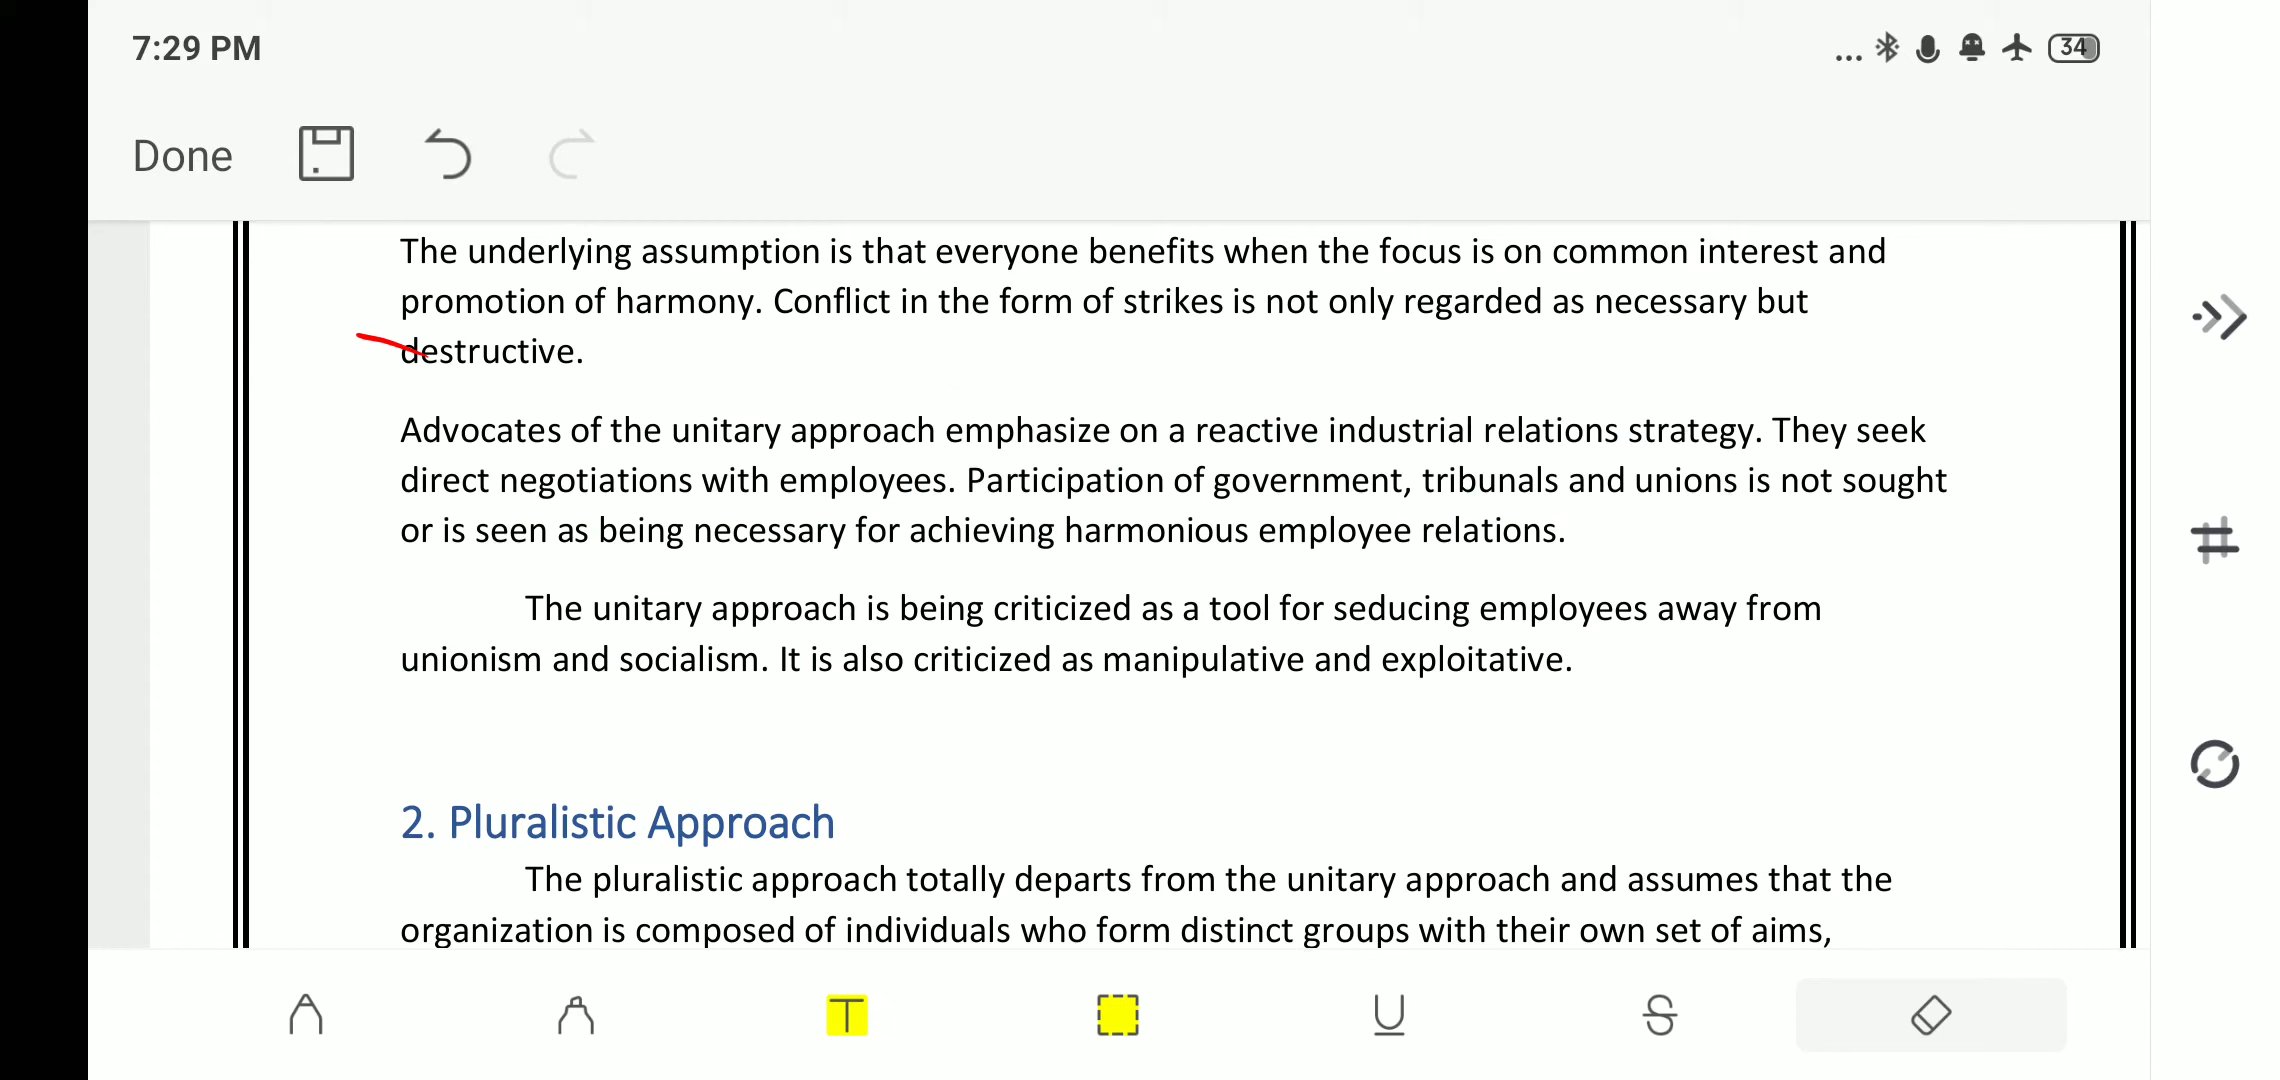 7:29 PM
34
Done
The underlying assumption is that everyone benefits when the focus is on common interest and
promotion of harmony. Conflict in the form of strikes is not only regarded as necessary but
destructive.
Advocates of the unitary approach emphasize on a reactive industrial relations strategy. They seek
direct negotiations with employees. Participation of government, tribunals and unions is not sought
or is seen as being necessary for achieving harmonious employee relations.
The unitary approach is being criticized as a tool for seducing employees away from
unionism and socialism. It is also criticized as manipulative and exploitative.
2. Pluralistic Approach
The pluralistic approach totally departs from the unitary approach and assumes that the
organization is composed of individuals who form distinct groups with their own set of aims,